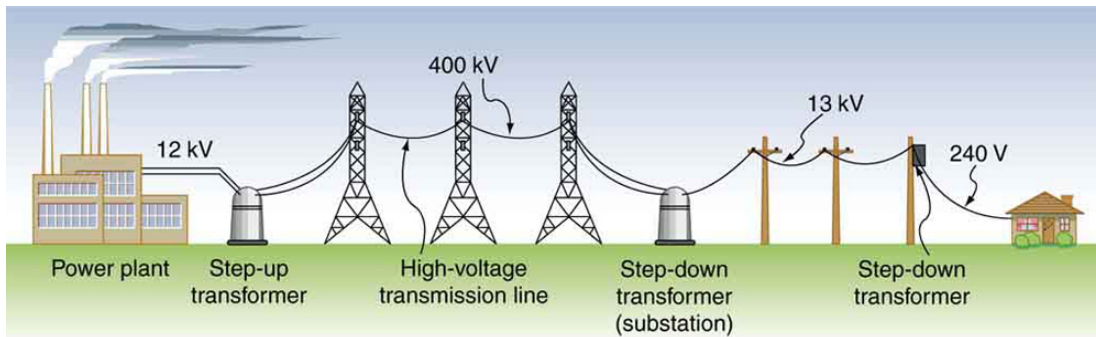 400 kV
13 kV
12 kV
240 V
Power plant
Step-up
transformer
High-voltage
transmission line
Step-down
transformer
(substation)
Step-down
transformer